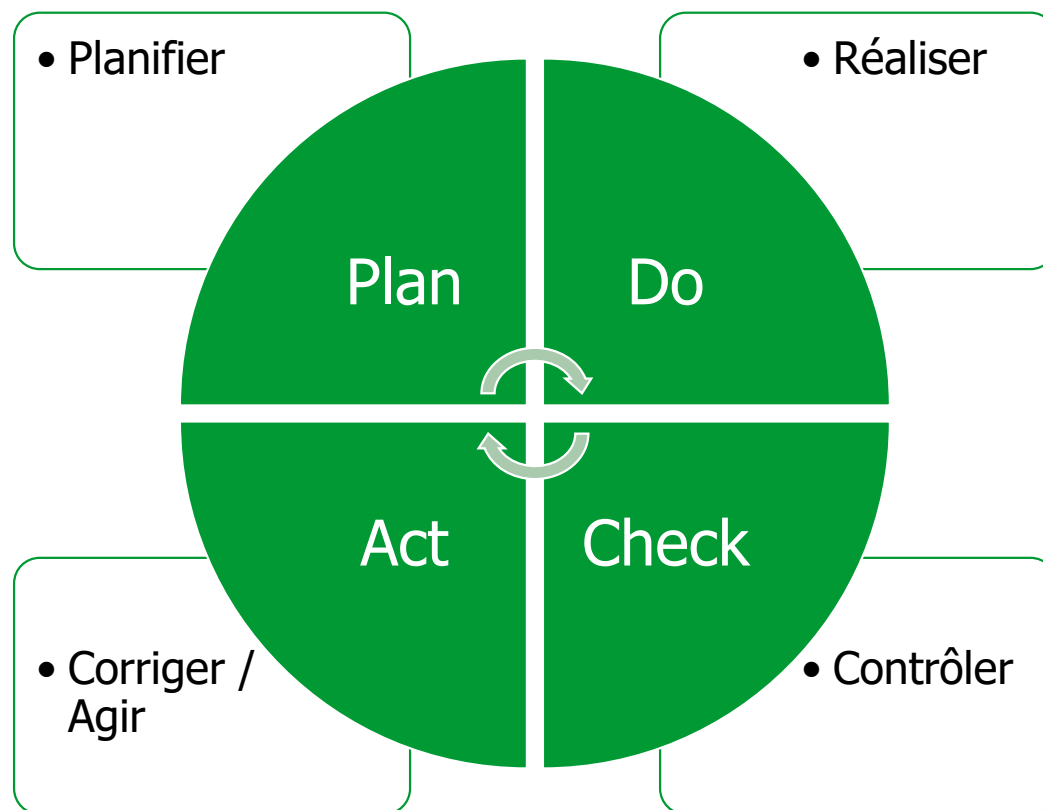 • Planifier
• Réaliser
Plan
Do
Act
Check
• Corriger /
Agir
• Contrôler